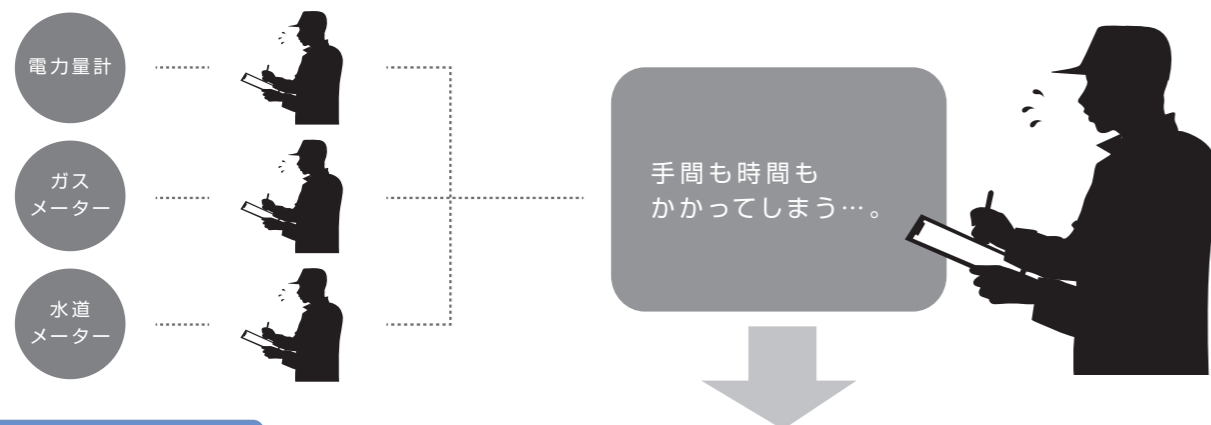 電力量計
ガス
メーター
水道
メーター
手間も時間も
かかってしまう…。